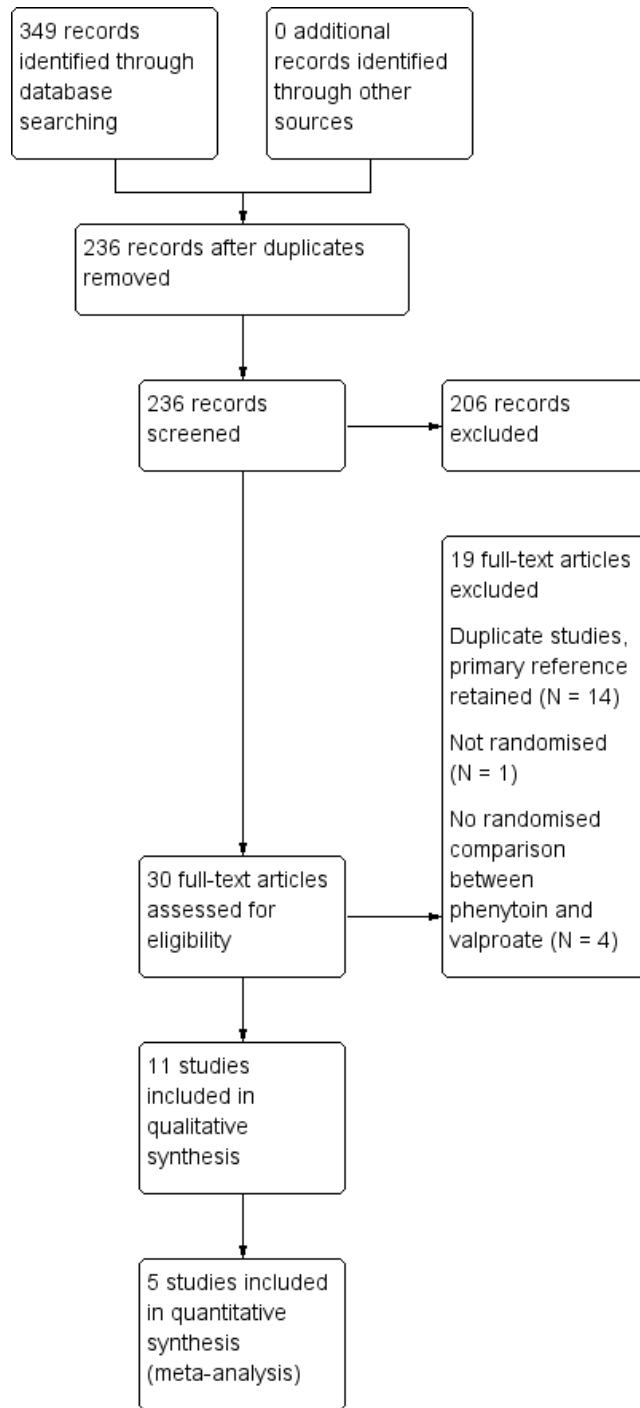 349 records
identified through
database
searching
0 additional
records identified
through other
sources
236 records after duplicates
removed
236 records
screened
206 records
excluded
19 full-text articles
excluded
Duplicate studies,
primary reference
retained (N = 14)
Not randomised
(N = 1)
No randomised
comparison
between
phenytoin and
valproate (N = 4)
30 full-text articles
assessed for
eligibility
11 studies
included in
qualitative
synthesis
5 studies included
in quantitative
synthesis
(meta-analysis)